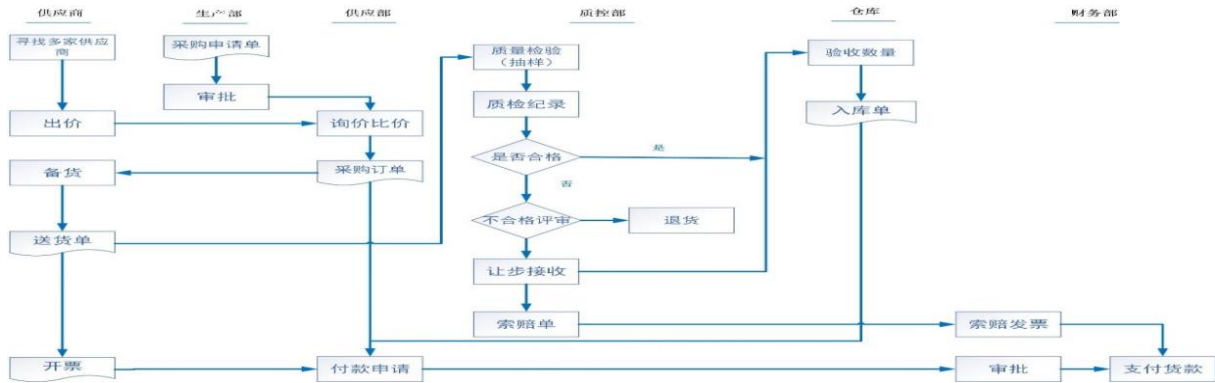 供应商
生产部
供应部
质控部
仓库
财务部
寻找多家供应
商
采购申请单
质量检验
（抽样）
验收数量
审批
质检纪录
出价
询价比价
入库单
是否合格
是
备货
采购订单
否
不合格评审
退货
送货单
让步接收
索赔单
索赔发票
开票
付款申请
审批
支付货款